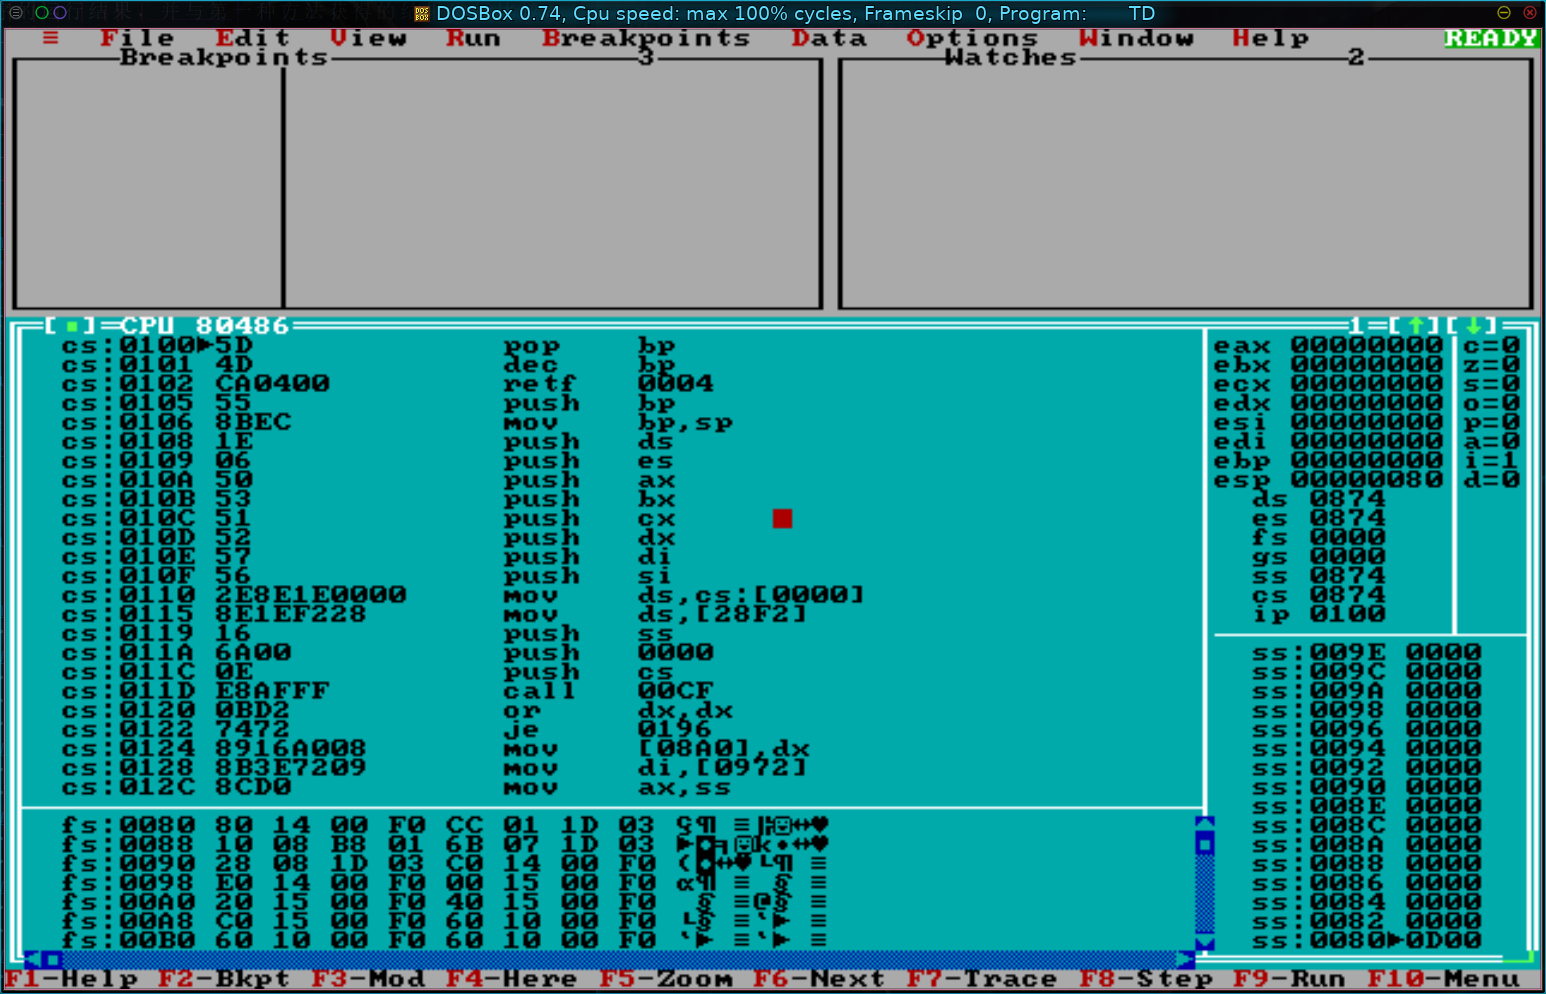 DOSBox 0.74, Cpu speed: max 100% cycles, Frameskip 0, Program: TD
≡ File Edit View Run Breakpoints Data Options Window Help READY
Breakpoints 3 Watches 2
[■]=CPU 80486 1=[↑][↓]
cs:0100►5D pop bp
cs:0101 4D dec bp
cs:0102 CA0400 retf 0004
cs:0105 55 push bp
cs:0106 8BEC mov bp,sp
cs:0108 1E push ds
cs:0109 06 push es
cs:010A 50 push ax
cs:010B 53 push bx
cs:010C 51 push cx
cs:010D 52 push dx
cs:010E 57 push di
cs:010F 56 push si
cs:0110 2E8E1E0000 mov ds,cs:[0000]
cs:0115 8E1EF228 mov ds,[28F2]
cs:0119 16 push ss
cs:011A 6A00 push 0000
cs:011C 0E push cs
cs:011D E8AFFF call 00CF
cs:0120 0BD2 or dx,dx
cs:0122 7472 je 0196
cs:0124 8916A008 mov [08A0],dx
cs:0128 8B3E7209 mov di,[0972]
cs:012C 8CD0 mov ax,ss
eax 00000000 c=0
ebx 00000000 z=0
ecx 00000000 s=0
edx 00000000 o=0
esi 00000000 p=0
edi 00000000 a=0
ebp 00000000 i=1
esp 00000080 d=0
ds 0874
es 0874
fs 0000
gs 0000
ss 0874
cs 0874
ip 0100
fs:0080 80 14 00 F0 CC 01 1D 03
fs:0088 10 08 B8 01 6B 07 1D 03
fs:0090 28 08 1D 03 C0 14 00 F0
fs:0098 E0 14 00 F0 00 15 00 F0
fs:00A0 20 15 00 F0 40 15 00 F0
fs:00A8 C0 15 00 F0 60 10 00 F0
fs:00B0 60 10 00 F0 60 10 00 F0
ss:009E 0000
ss:009C 0000
ss:009A 0000
ss:0098 0000
ss:0096 0000
ss:0094 0000
ss:0092 0000
ss:0090 0000
ss:008E 0000
ss:008C 0000
ss:008A 0000
ss:0088 0000
ss:0086 0000
ss:0084 0000
ss:0082 0000
ss:0080►0D00
F1-Help F2-Bkpt F3-Mod F4-Here F5-Zoom F6-Next F7-Trace F8-Step F9-Run F10-Menu